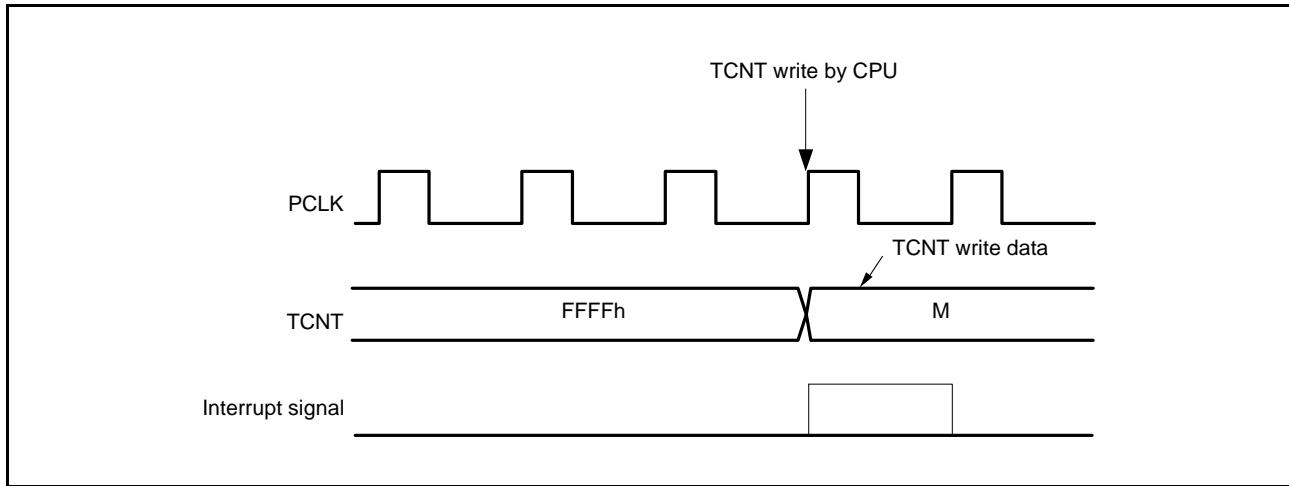 TCNT write by CPU
PCLK
TCNT write data
TCNT
FFFFh
M
Interrupt signal